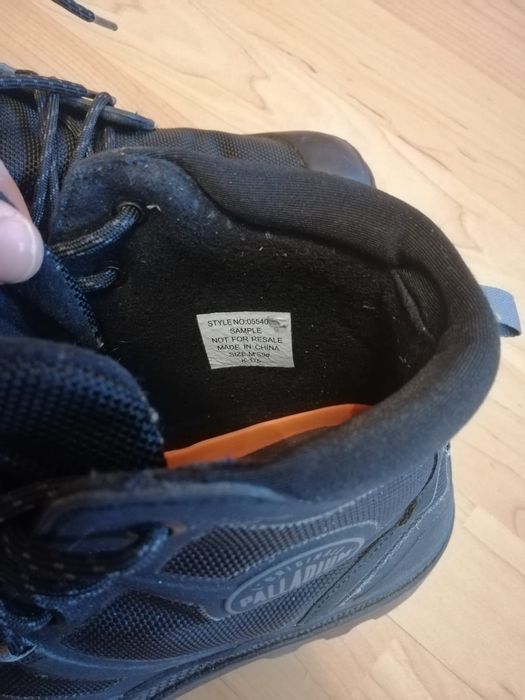 STYLE NO:05540
SAMPLE
NOT FOR RESALE
MADE IN CHINA
PALLADIUM